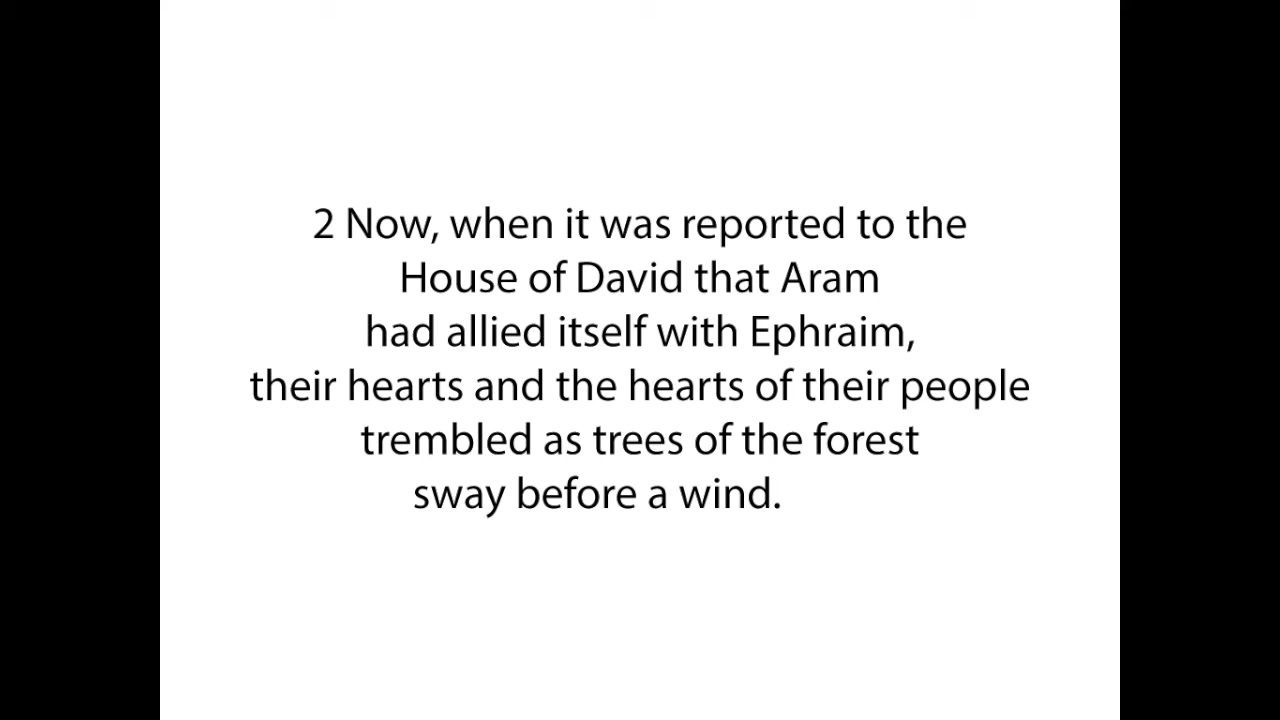 2 Now, when it was reported to the
House of David that Aram
had allied itself with Ephraim,
their hearts and the hearts of their people
trembled as trees of the forest
sway before a wind.